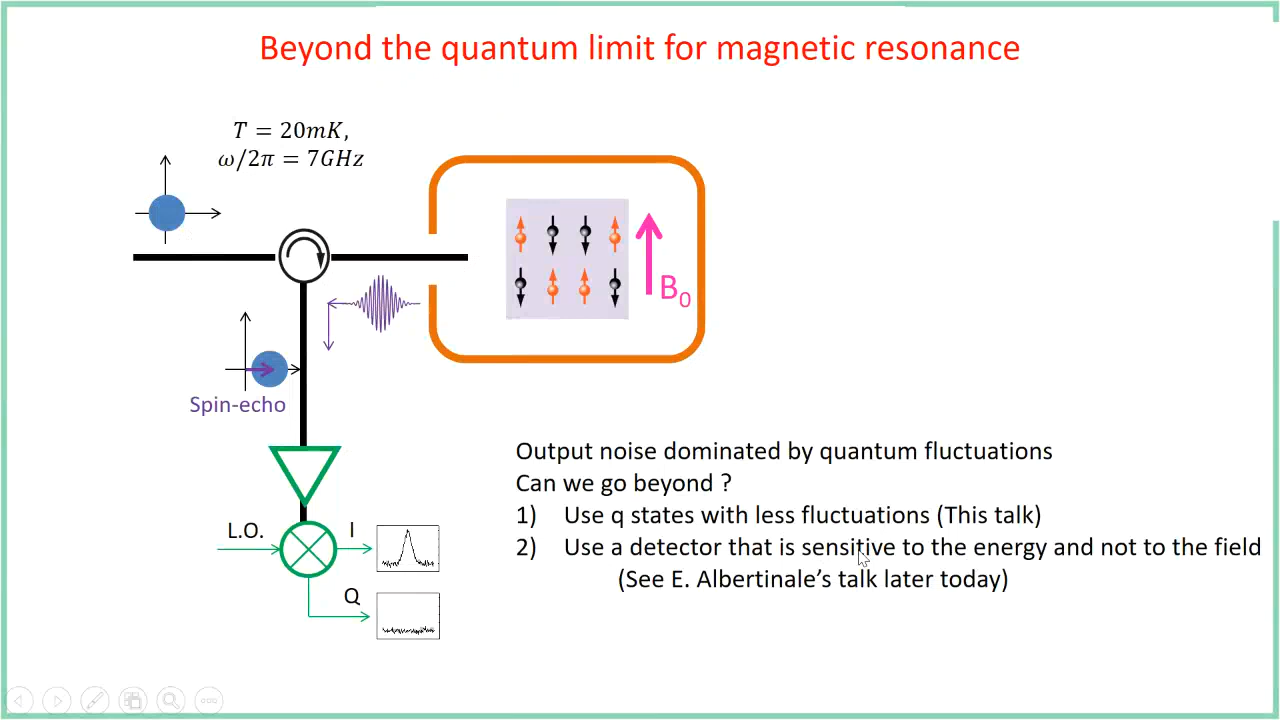 Beyond the quantum limit for magnetic resonance
T = 20mK,
ω/2π = 7GHz
B₀
Spin-echo
L.O.
I
Q
Output noise dominated by quantum fluctuations
Can we go beyond ?
1) Use q states with less fluctuations (This talk)
2) Use a detector that is sensitive to the energy and not to the field
(See E. Albertinale’s talk later today)